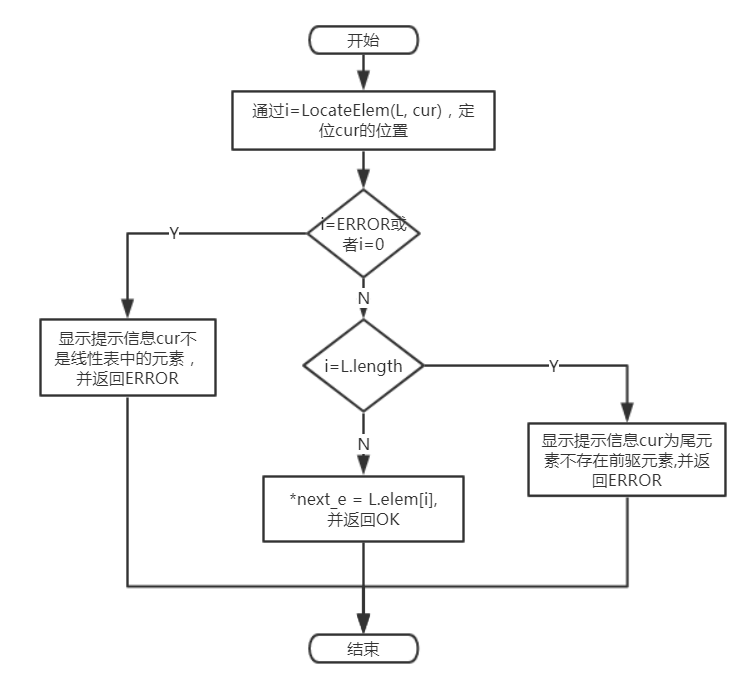 开始
通过i=LocateElem(L, cur)，定
位cur的位置
i=ERROR或
者i=0
Y
N
显示提示信息cur不
是线性表中的元素，
并返回ERROR
i=L.length
Y
N
显示提示信息cur为尾元
素不存在前驱元素,并返
回ERROR
*next_e = L.elem[i],
并返回OK
结束